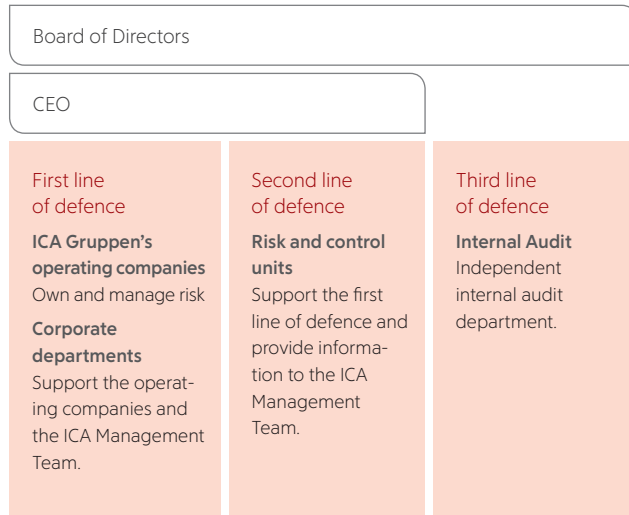 Board of Directors
CEO
First line
of defence
ICA Gruppen's
operating companies
Own and manage risk
Corporate
departments
Support the operat-
ing companies and
the ICA Management
Team.
Second line
of defence
Risk and control
units
Support the first
line of defence and
provide informa-
tion to the ICA
Management
Team.
Third line
of defence
Internal Audit
Independent
internal audit
department.